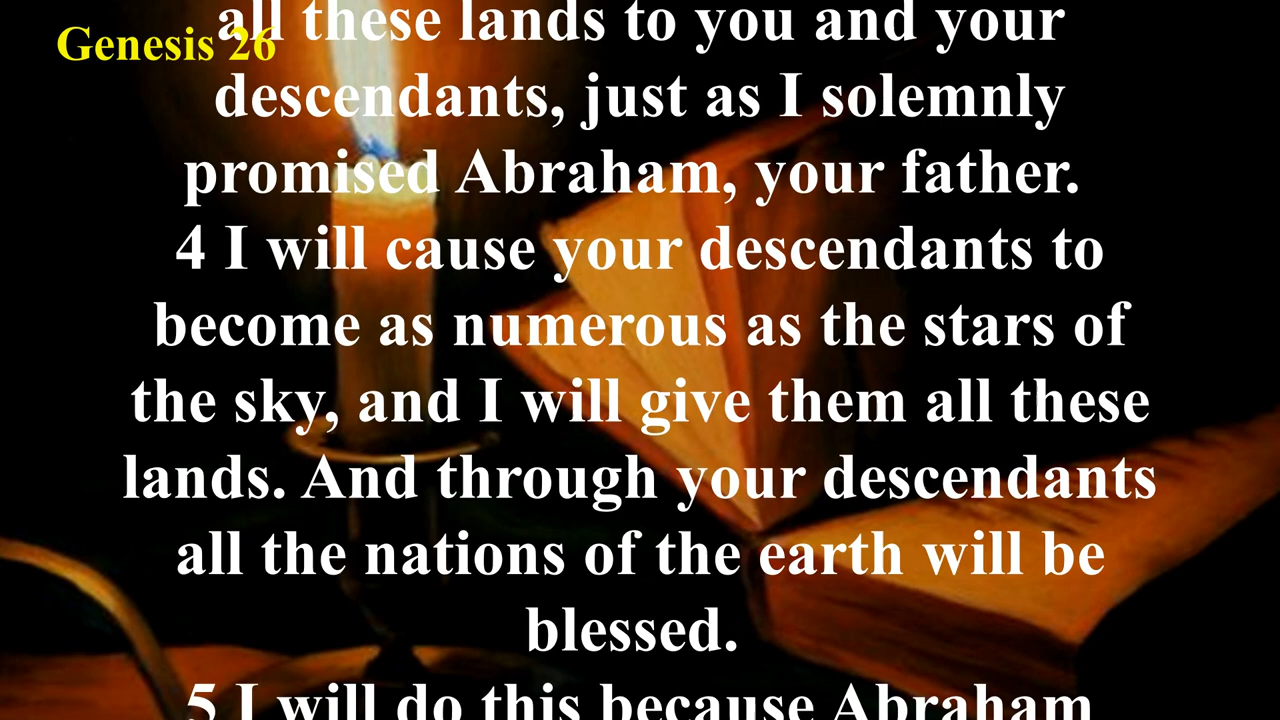 all these lands to you and your
Genesis 26
descendants, just as I solemnly
promised Abraham, your father.
4 I will cause your descendants to
become as numerous as the stars of
the sky, and I will give them all these
lands. And through your descendants
all the nations of the earth will be
blessed.
5 I will do this because Abraham